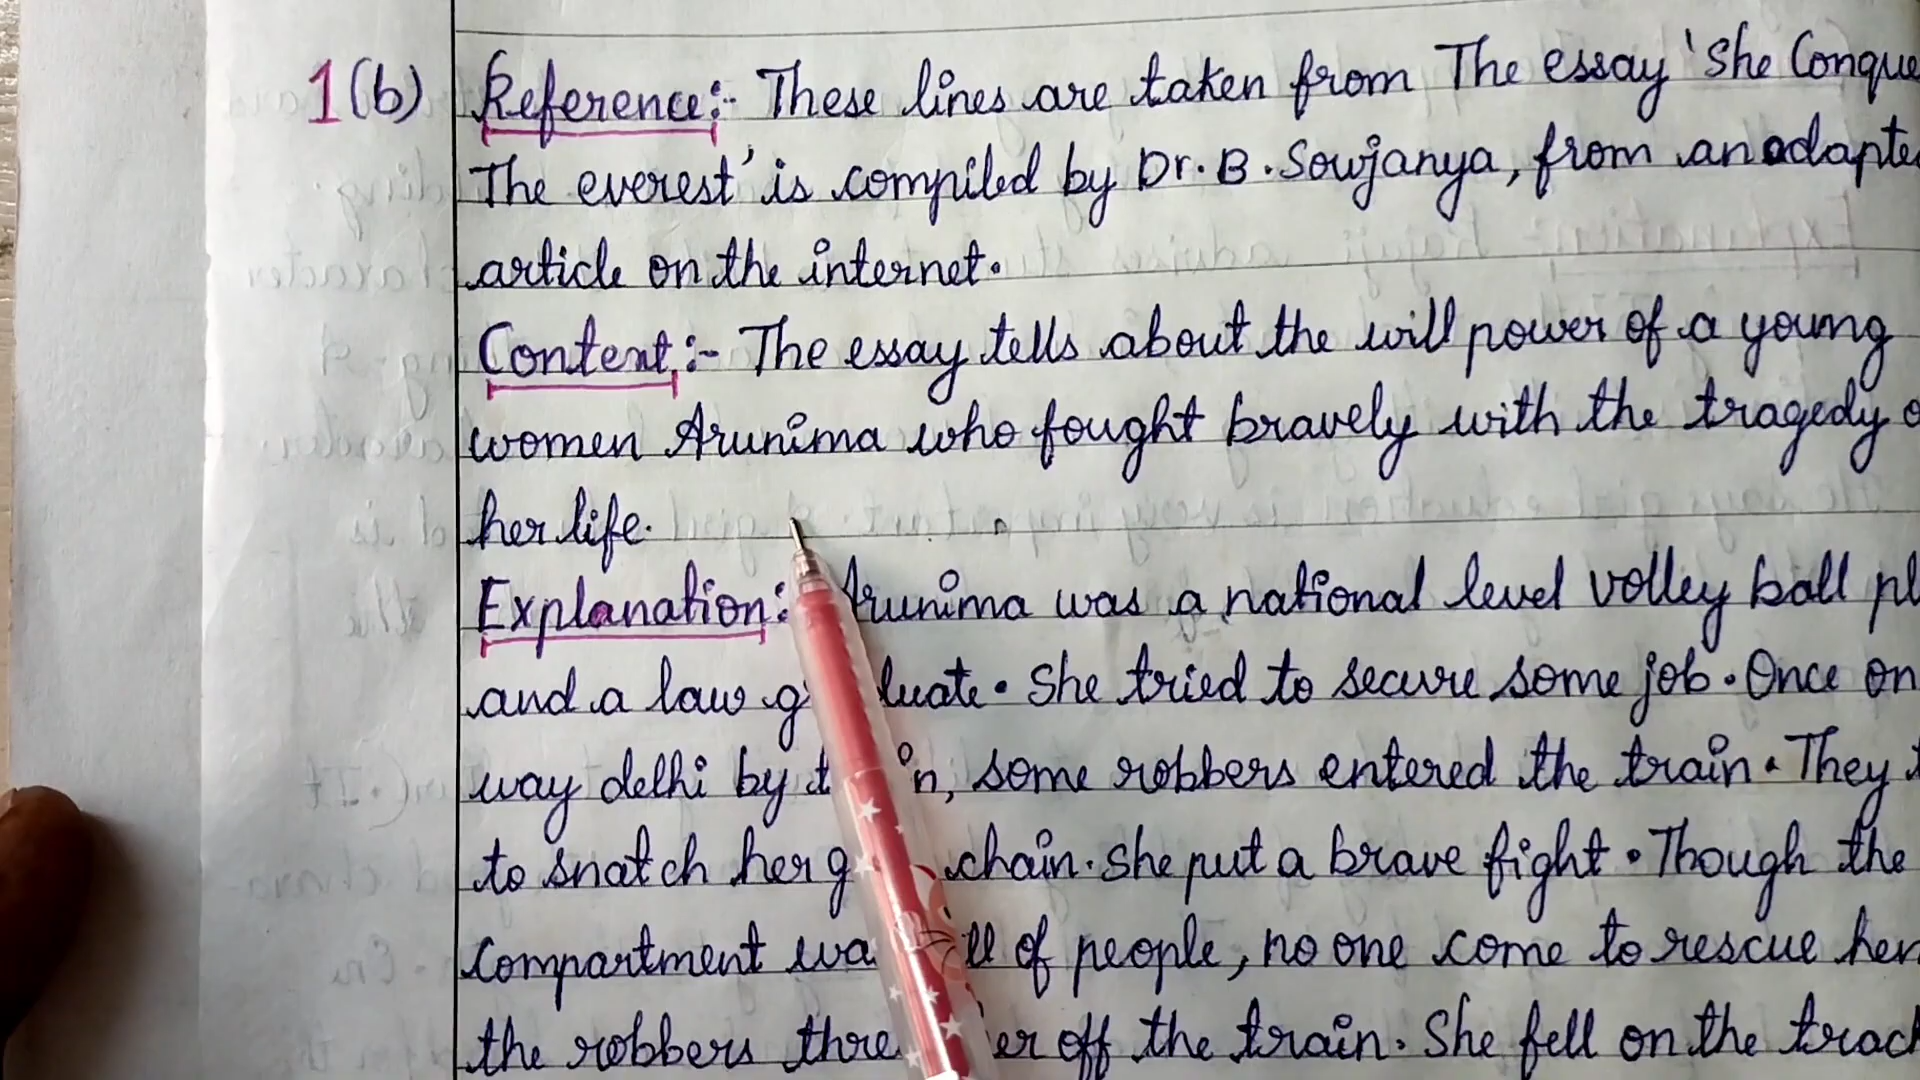 1(b) Reference:- These lines are taken from The essay 'She Conque
The everest' is compiled by Dr. B. Sowjanya, from an adapte
article on the internet.
Context:- The essay tells about the will power of a young
women Arunima who fought bravely with the tragedy o
her life.
Explanation: Arunima was a national level volley ball pl
and a law g luate. She tried to secure some job. Once on
way delhi by t in, some robbers entered the train. They t
to snatch her g chain. She put a brave fight. Though the
compartment wa ll of people, no one come to rescue her
the robbers thre er off the train. She fell on the trac